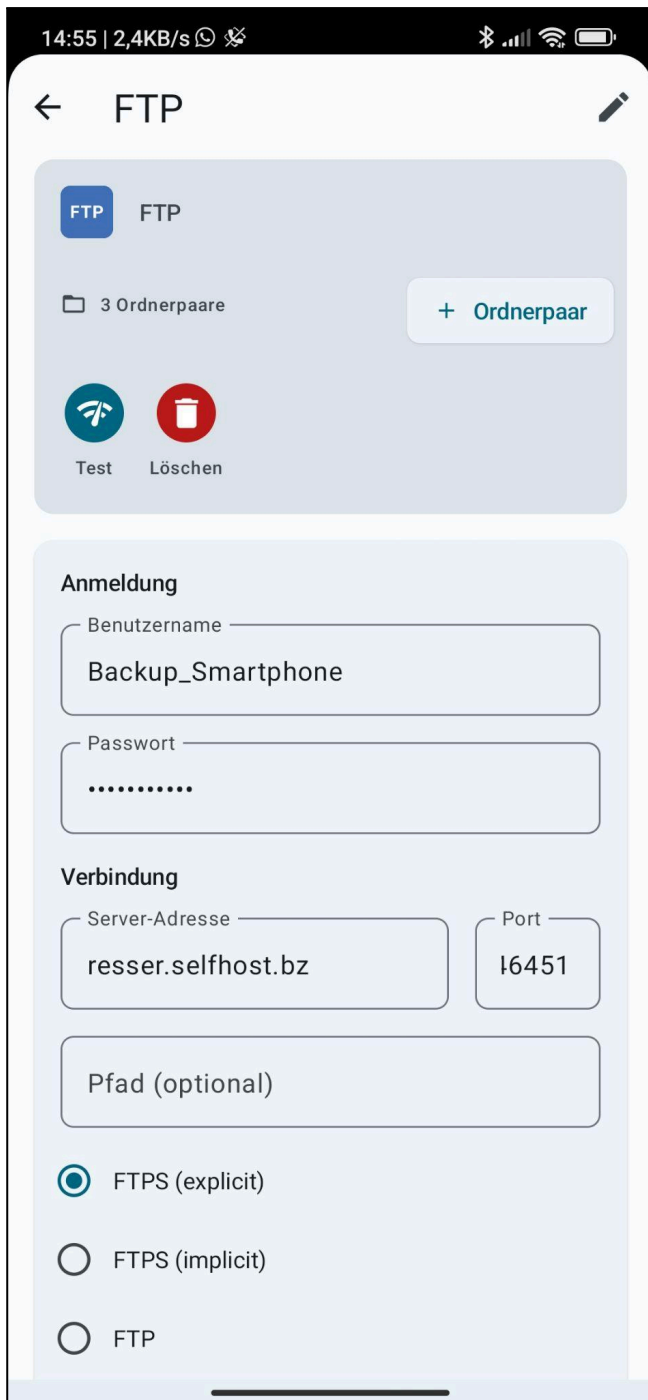 14:55 | 2,4KB/s
FTP
FTP FTP
3 Ordnerpaare
+ Ordnerpaar
Test Löschen
Anmeldung
Benutzername
Backup_Smartphone
Passwort
•••••••••••
Verbindung
Server-Adresse Port
resser.selfhost.bz 46451
Pfad (optional)
FTPS (explicit)
FTPS (implicit)
FTP